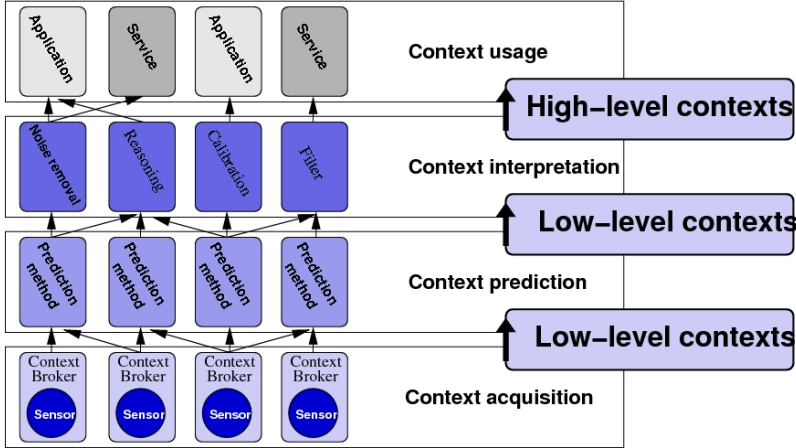 Application
Service
Application
Service
Context usage
High–level contexts
Noise removal
Reasoning
Calibration
Filter
Context interpretation
Low–level contexts
Prediction
method
Prediction
method
Prediction
method
Prediction
method
Context prediction
Low–level contexts
Context
Broker
Sensor
Context
Broker
Sensor
Context
Broker
Sensor
Context
Broker
Sensor
Context acquisition